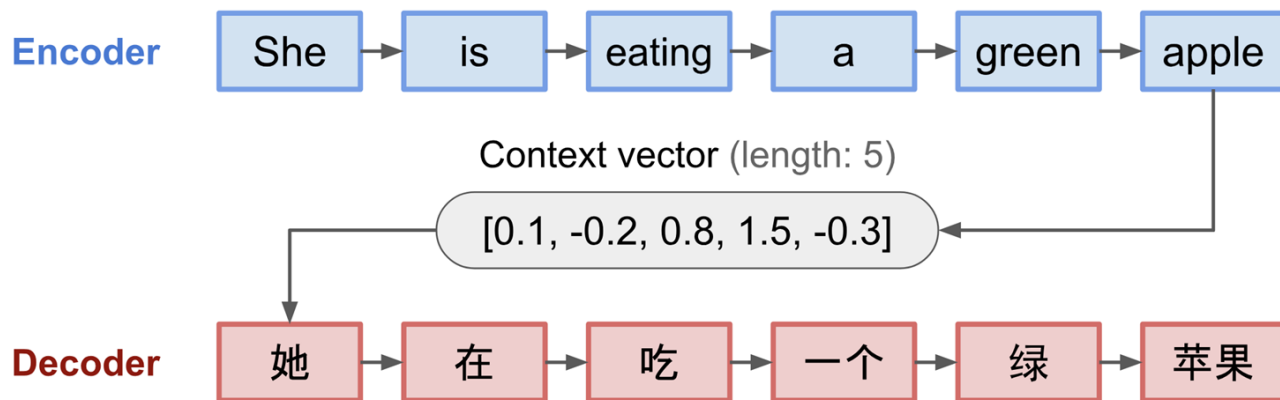 Encoder She is eating a green apple
Context vector (length: 5)
[0.1, -0.2, 0.8, 1.5, -0.3]
Decoder 她 在 吃 一个 绿 苹果